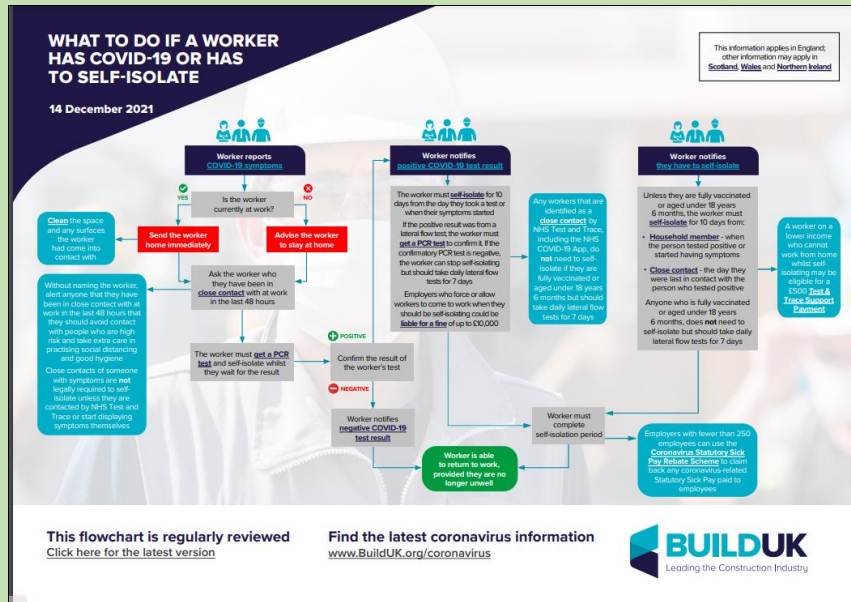 WHAT TO DO IF A WORKER
HAS COVID-19 OR HAS
TO SELF-ISOLATE
14 December 2021
This information applies in England;
other information may apply in
Scotland, Wales and Northern Ireland
Worker reports
COVID-19 symptoms
YES
NO
Is the worker
currently at work?
Clean the space
and any surfaces
the worker
had come into
contact with
Send the worker
home immediately
Advise the worker
to stay at home
Ask the worker who
they have been in
close contact with at work
in the last 48 hours
Without naming the worker,
alert anyone that they have
been in close contact with at
work in the last 48 hours that
they should avoid contact
with people who are high
risk and take extra care in
practising social distancing
and good hygiene
Close contacts of someone
with symptoms are not
legally required to self-
isolate unless they are
contacted by NHS Test and
Trace or start displaying
symptoms themselves
The worker must get a PCR
test and self-isolate whilst
they wait for the result
POSITIVE
Confirm the result of
the worker's test
NEGATIVE
Worker notifies
negative COVID-19
test result
Worker notifies
positive COVID-19 test result
The worker must self-isolate for 10
days from the day they took a test or
when their symptoms started
If the positive result was from a
lateral flow test, the worker must
get a PCR test to confirm it. If the
confirmatory PCR test is negative,
the worker can stop self-isolating
but should take daily lateral flow
tests for 7 days
Employers who force or allow
workers to come to work when they
should be self-isolating could be
liable for a fine of up to £10,000
Any workers that are
identified as a
close contact by
NHS Test and Trace,
including the NHS
COVID-19 App, do
not need to self-
isolate if they are
fully vaccinated or
aged under 18 years
6 months but should
take daily lateral flow
tests for 7 days
Worker notifies
they have to self-isolate
Unless they are fully vaccinated
or aged under 18 years
6 months, the worker must
self-isolate for 10 days from:
• Household member - when
the person tested positive or
started having symptoms
• Close contact - the day they
were last in contact with the
person who tested positive
Anyone who is fully vaccinated
or aged under 18 years
6 months, does not need to
self-isolate but should take daily
lateral flow tests for 7 days
A worker on a
lower income who
cannot work from
home whilst self-
isolating may be
eligible for a
£500 Test &
Trace Support
Payment
Worker must
complete
self-isolation period
Worker is able
to return to work,
provided they are no
longer unwell
Employers with fewer than 250
employees can use the
Coronavirus Statutory Sick
Pay Rebate Scheme to claim
back any coronavirus-related
Statutory Sick Pay paid to
employees
This flowchart is regularly reviewed
Click here for the latest version
Find the latest coronavirus information
www.BuildUK.org/coronavirus
BUILDUK
Leading the Construction Industry